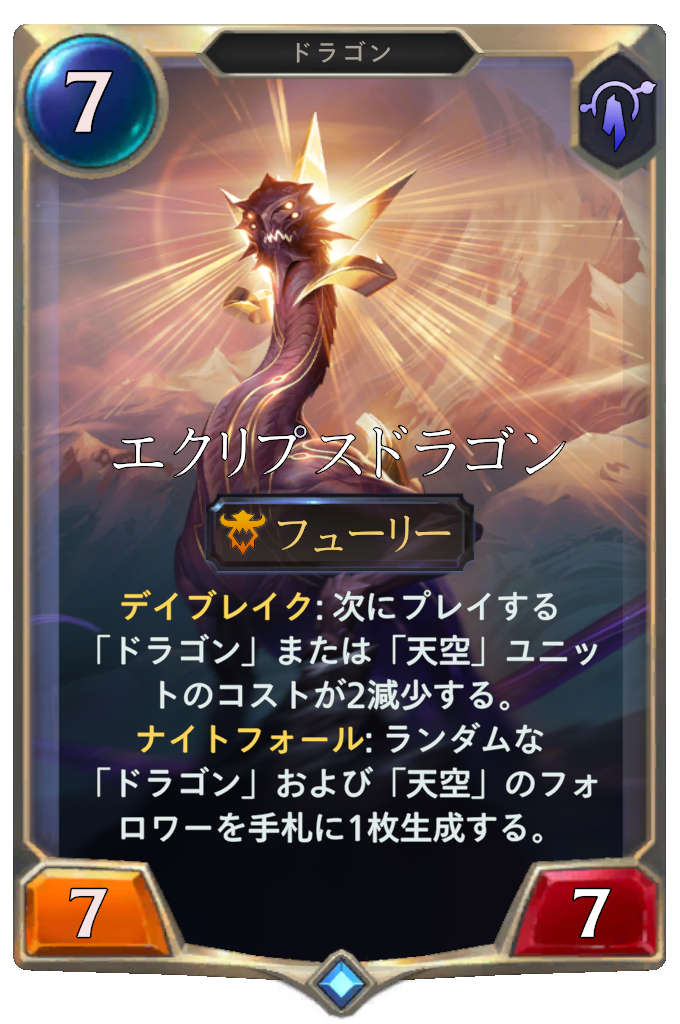 7
ドラゴン
エクリプスドラゴン
フューリー
デイブレイク: 次にプレイする
「ドラゴン」または「天空」ユニッ
トのコストが2減少する。
ナイトフォール: ランダムな
「ドラゴン」および「天空」のフォ
ロワーを手札に1枚生成する。
7
7